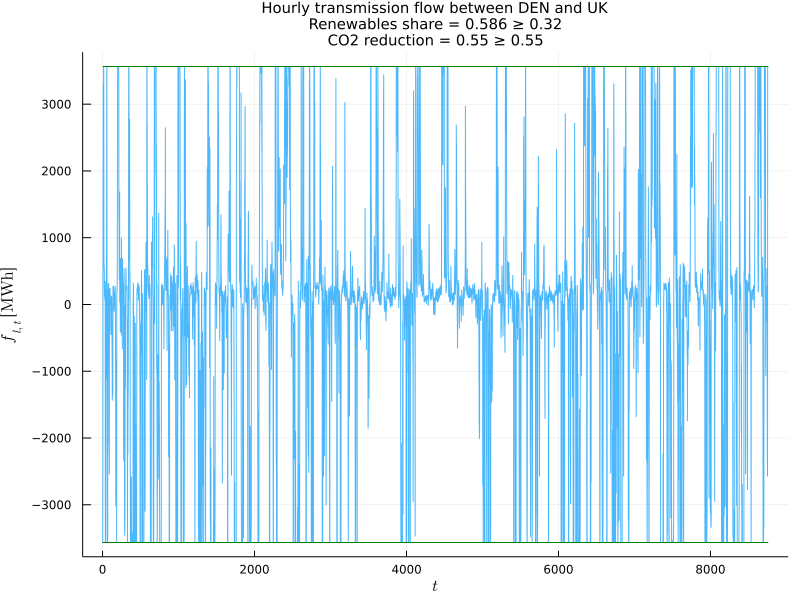 Hourly transmission flow between DEN and UK
Renewables share = 0.586 ≥ 0.32
CO2 reduction = 0.55 ≥ 0.55
f l, t [MWh]
3000
2000
1000
0
−1000
−2000
−3000
0 2000 4000 6000 8000
t